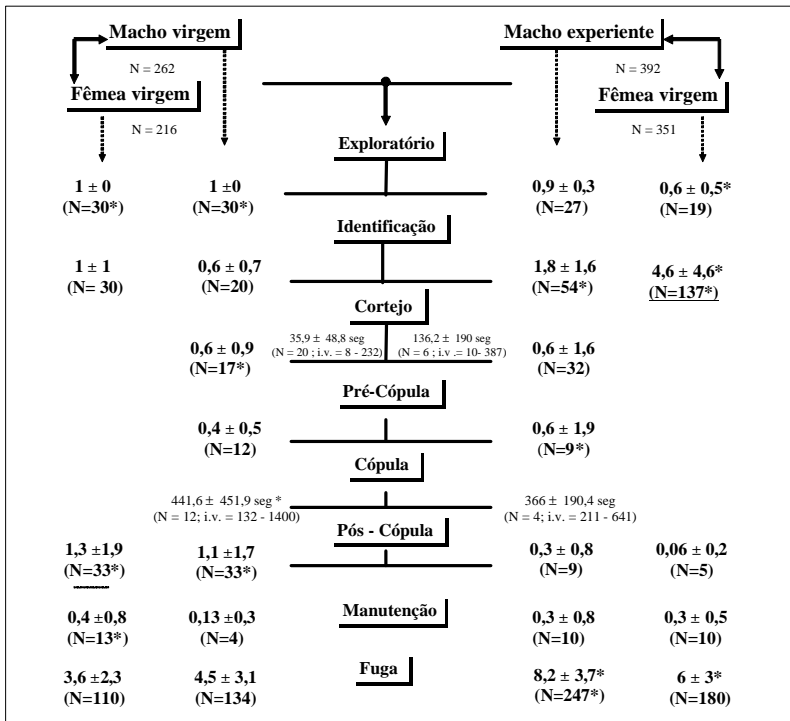 Macho virgem Macho experiente
N = 262 N = 392
Fêmea virgem Fêmea virgem
N = 216 N = 351
Exploratório
1 ± 0 1 ±0 0,9 ± 0,3 0,6 ± 0,5*
(N=30*) (N=30*) (N=27) (N=19)
Identificação
1 ± 1 0,6 ± 0,7 1,8 ± 1,6 4,6 ± 4,6*
(N= 30) (N=20) (N=54*) (N=137*)
Cortejo
35,9 ± 48,8 seg 136,2 ± 190 seg
(N = 20 ; i.v. = 8 - 232) (N = 6 ; i.v .= 10- 387)
0,6 ± 0,9 0,6 ± 1,6
(N=17*) (N=32)
Pré-Cópula
0,4 ± 0,5 0,6 ± 1,9
(N=12) (N=9*)
Cópula
441,6 ± 451,9 seg * 366 ± 190,4 seg
(N = 12; i.v. = 132 - 1400) (N = 4; i.v. = 211 - 641)
Pós - Cópula
1,3 ±1,9 1,1 ±1,7 0,3 ± 0,8 0,06 ± 0,2
(N=33*) (N=33*) (N=9) (N=5)
Manutenção
0,4 ±0,8 0,13 ±0,3 0,3 ± 0,8 0,3 ± 0,5
(N=13*) (N=4) (N=10) (N=10)
Fuga
3,6 ±2,3 4,5 ± 3,1 8,2 ± 3,7* 6 ± 3*
(N=110) (N=134) (N=247*) (N=180)